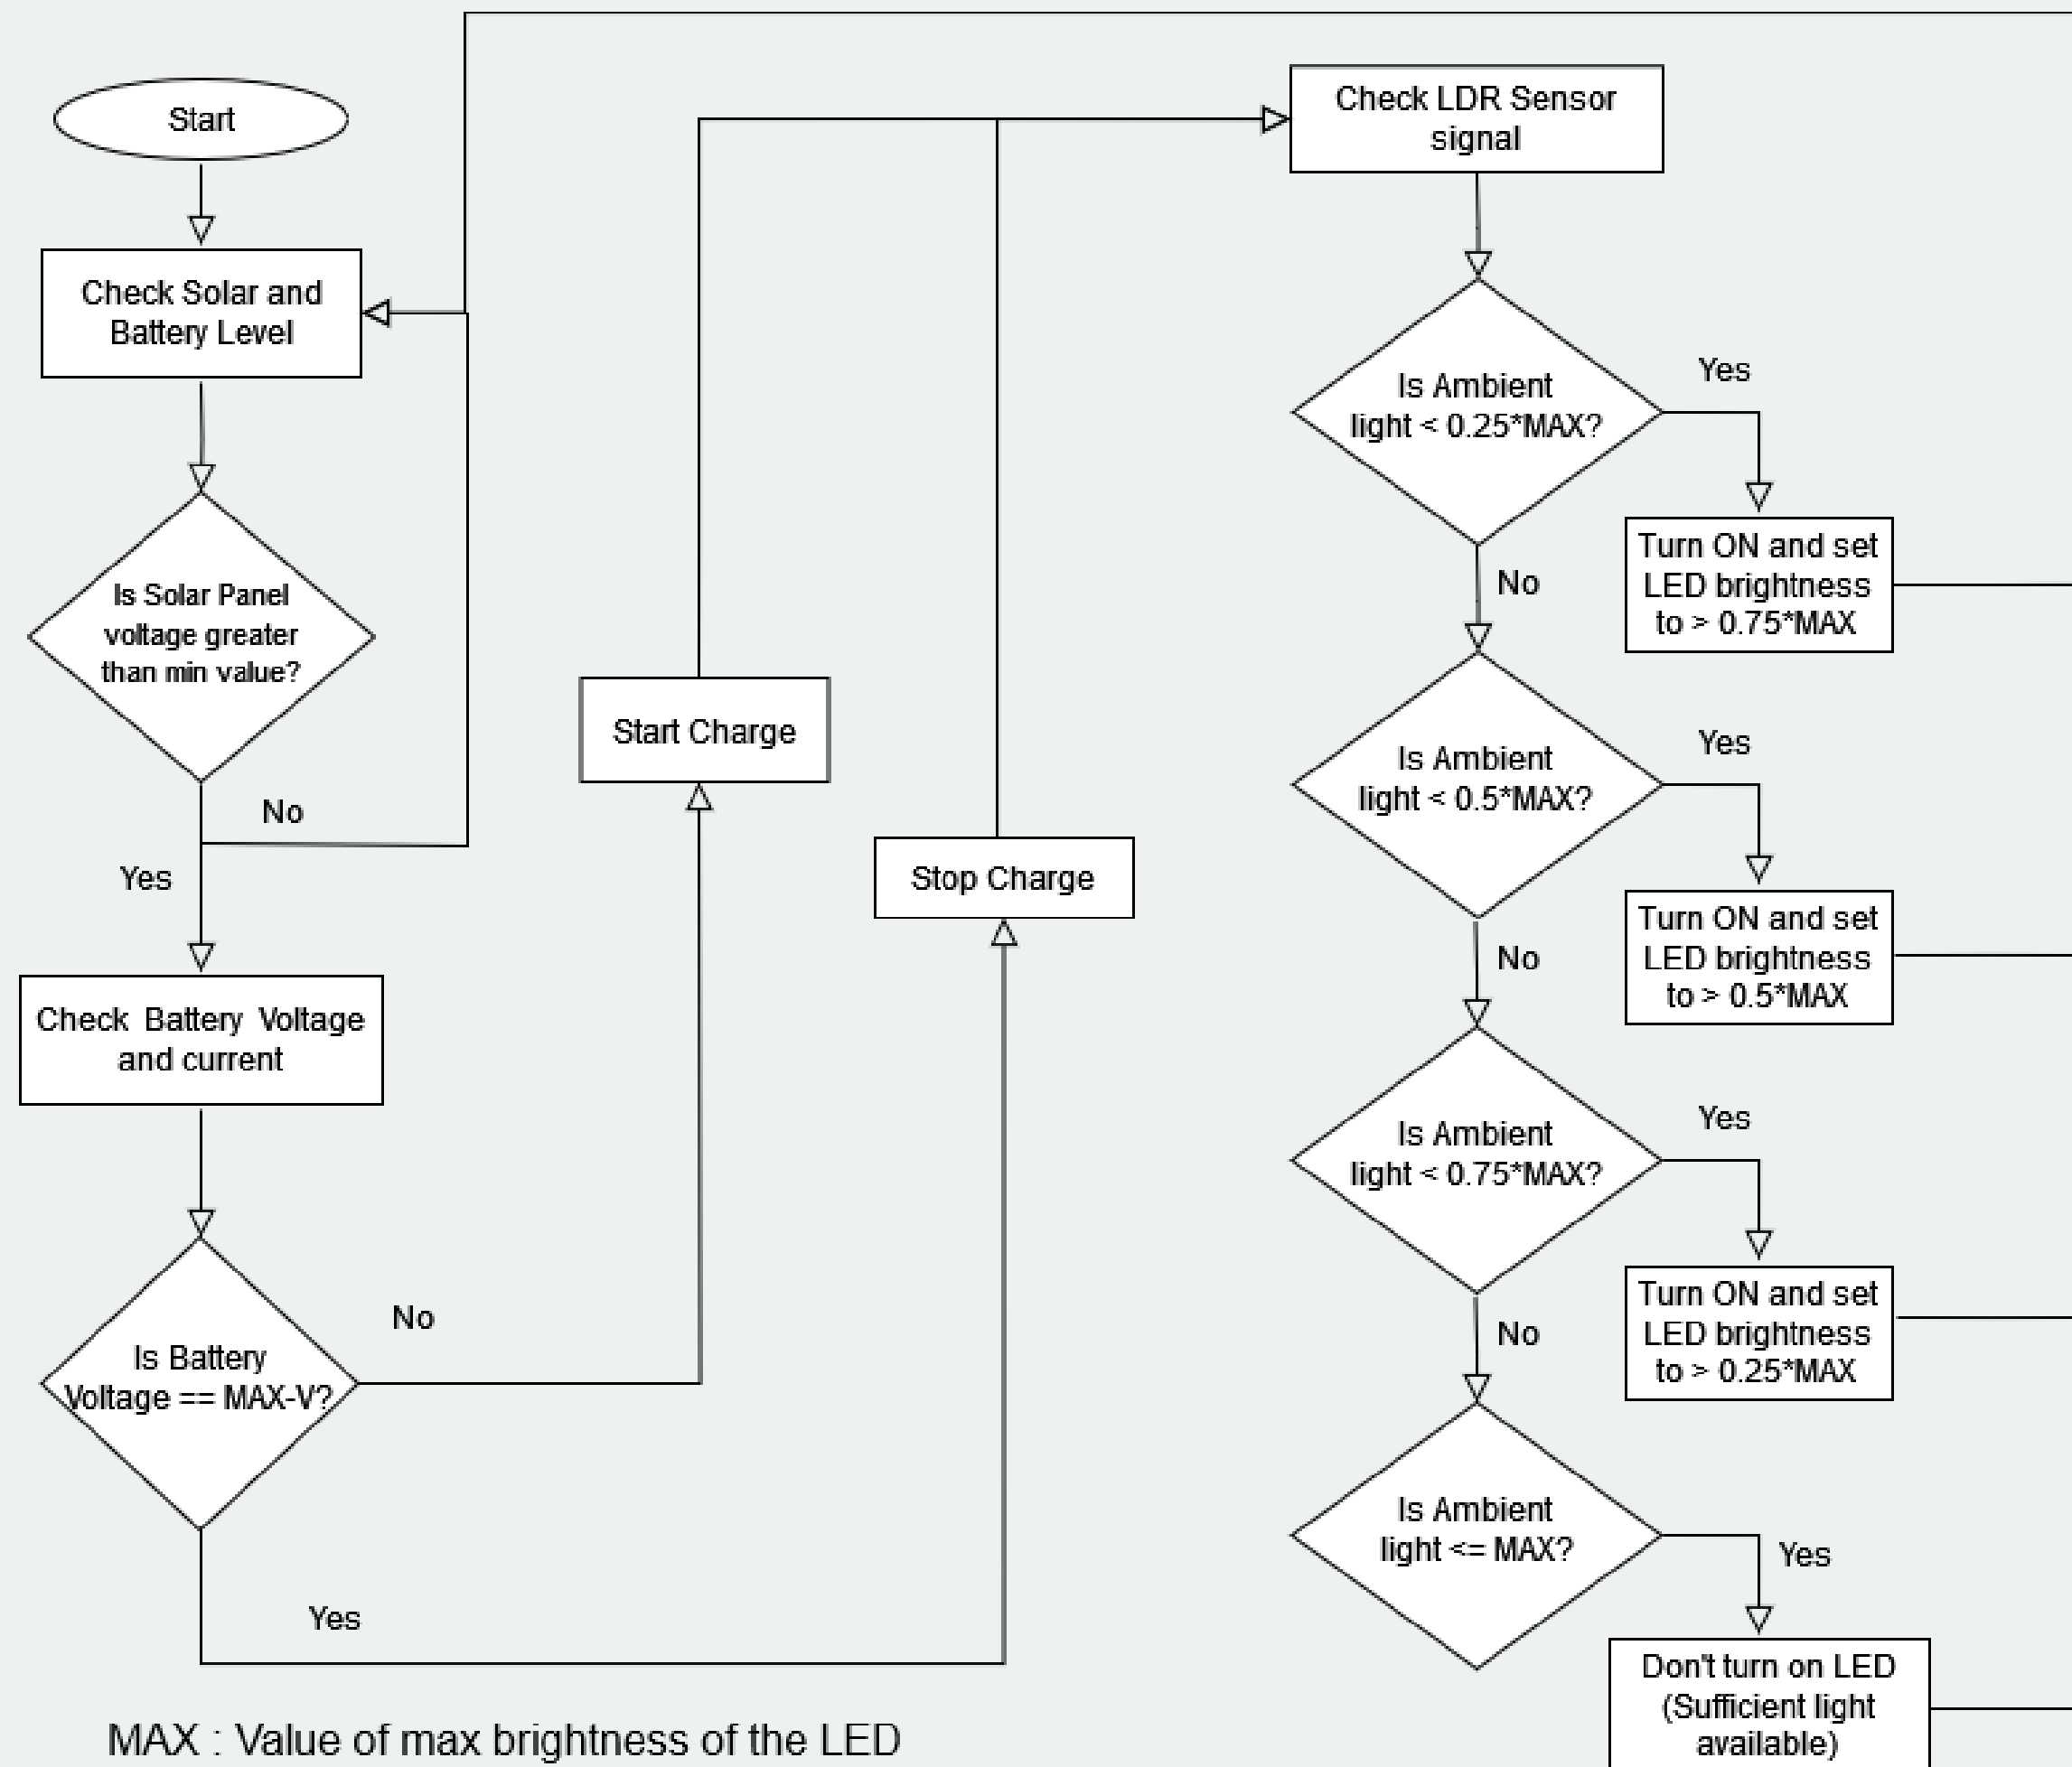 Start
Check Solar and
Battery Level
Is Solar Panel
voltage greater
than min value?
No
Yes
Check Battery Voltage
and current
Is Battery
Voltage == MAX-V?
No
Yes
Start Charge
Stop Charge
Check LDR Sensor
signal
Is Ambient
light < 0.25*MAX?
Yes
Turn ON and set
LED brightness
to > 0.75*MAX
No
Is Ambient
light < 0.5*MAX?
Yes
Turn ON and set
LED brightness
to > 0.5*MAX
No
Is Ambient
light < 0.75*MAX?
Yes
Turn ON and set
LED brightness
to > 0.25*MAX
No
Is Ambient
light <= MAX?
Yes
Don't turn on LED
(Sufficient light
available)
MAX : Value of max brightness of the LED